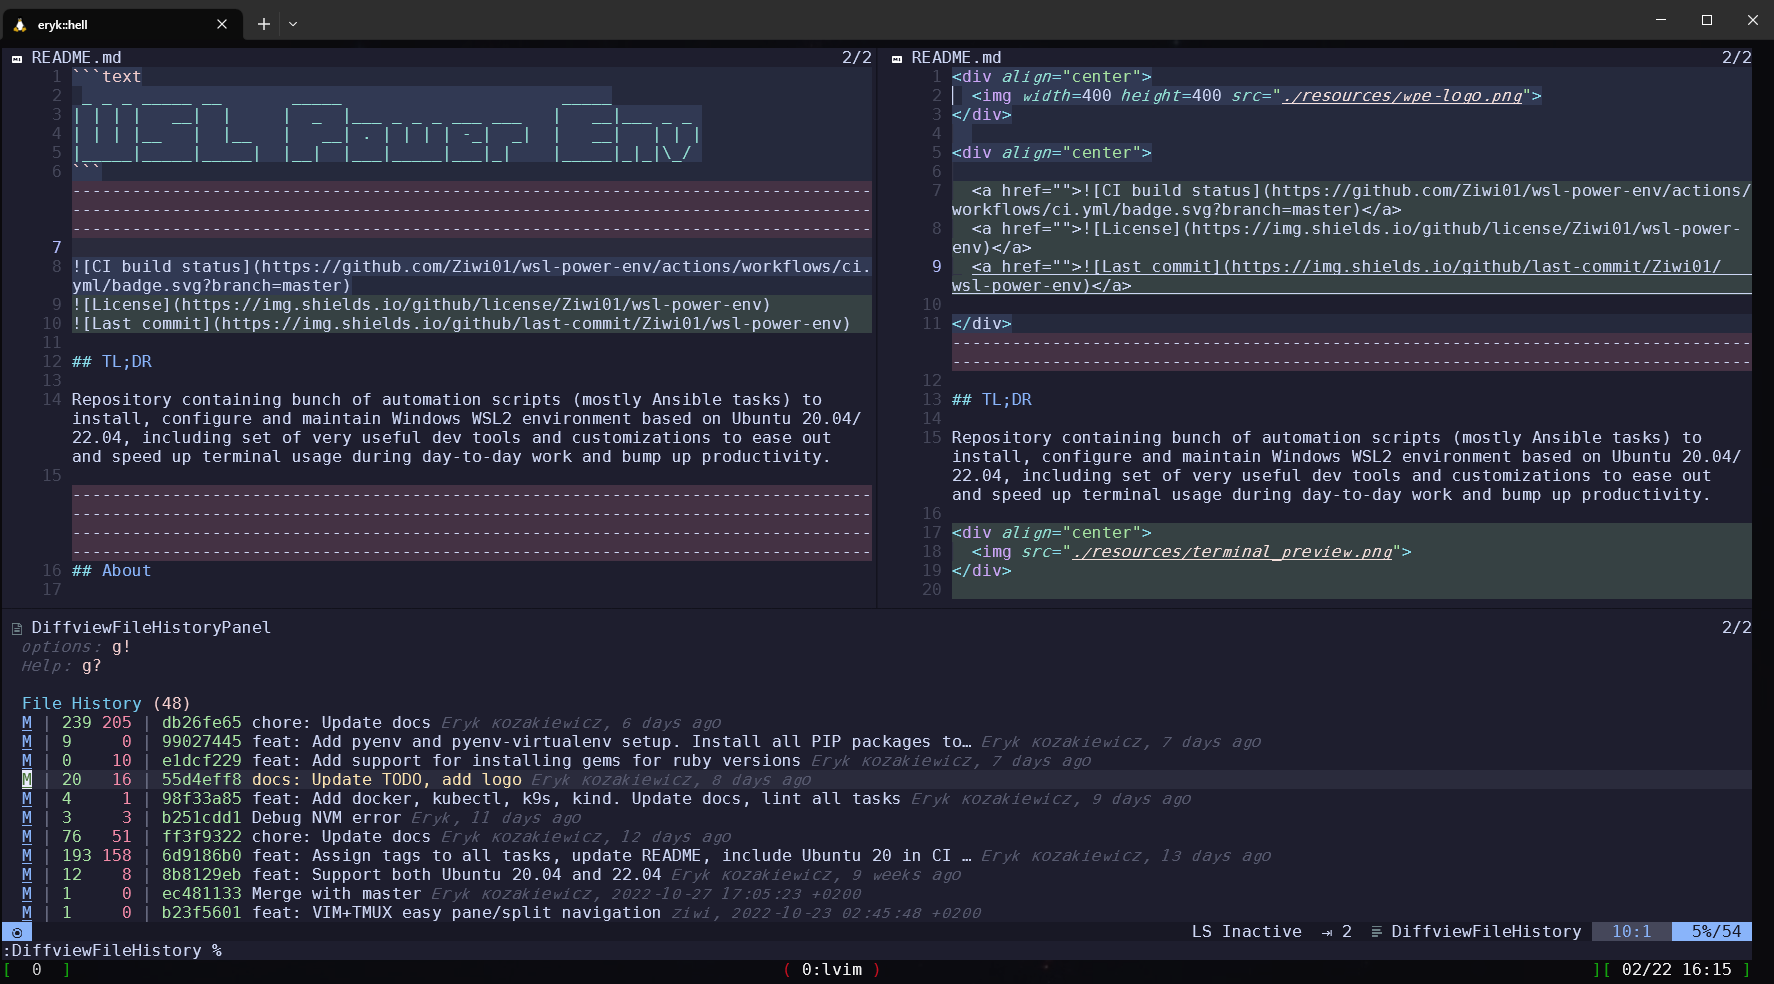 eryk::hell
README.md 2/2
1 ```text
2 _ _ _ _____ __       _____                      _____
3 | | | |   __|  |     |  _  |___ _ _ _ ___ ___   |   __|___ _ _
4 | | | |__   |  |__   |   __| . | | | | -_|  _|  |   __|   | | |
5 |_____|_____|_____|  |__|  |___|_____|___|_|    |_____|_|_|\_/
6 ```
7
8 ![CI build status](https://github.com/Ziwi01/wsl-power-env/actions/workflows/ci.
yml/badge.svg?branch=master)
9 ![License](https://img.shields.io/github/license/Ziwi01/wsl-power-env)
10 ![Last commit](https://img.shields.io/github/last-commit/Ziwi01/wsl-power-env)
11
12 ## TL;DR
13
14 Repository containing bunch of automation scripts (mostly Ansible tasks) to
install, configure and maintain Windows WSL2 environment based on Ubuntu 20.04/
22.04, including set of very useful dev tools and customizations to ease out
and speed up terminal usage during day-to-day work and bump up productivity.
15
16 ## About
17
README.md 2/2
1 <div align="center">
2   <img width=400 height=400 src="./resources/wpe-logo.png">
3 </div>
4
5 <div align="center">
6
7   <a href="">![CI build status](https://github.com/Ziwi01/wsl-power-env/actions/
workflows/ci.yml/badge.svg?branch=master)</a>
8   <a href="">![License](https://img.shields.io/github/license/Ziwi01/wsl-power-
env)</a>
9   <a href="">![Last commit](https://img.shields.io/github/last-commit/Ziwi01/
wsl-power-env)</a>
10
11 </div>
12
13 ## TL;DR
14
15 Repository containing bunch of automation scripts (mostly Ansible tasks) to
install, configure and maintain Windows WSL2 environment based on Ubuntu 20.04/
22.04, including set of very useful dev tools and customizations to ease out
and speed up terminal usage during day-to-day work and bump up productivity.
16
17 <div align="center">
18   <img src="./resources/terminal_preview.png">
19 </div>
20
DiffviewFileHistoryPanel 2/2
options: g!
Help: g?
File History (48)
M | 239 205 | db26fe65 chore: Update docs Eryk Kozakiewicz, 6 days ago
M | 9     0 | 99027445 feat: Add pyenv and pyenv-virtualenv setup. Install all PIP packages to… Eryk Kozakiewicz, 7 days ago
M | 0    10 | e1dcf229 feat: Add support for installing gems for ruby versions Eryk Kozakiewicz, 7 days ago
M | 20   16 | 55d4eff8 docs: Update TODO, add logo Eryk Kozakiewicz, 8 days ago
M | 4     1 | 98f33a85 feat: Add docker, kubectl, k9s, kind. Update docs, lint all tasks Eryk Kozakiewicz, 9 days ago
M | 3     3 | b251cdd1 Debug NVM error Eryk, 11 days ago
M | 76   51 | ff3f9322 chore: Update docs Eryk Kozakiewicz, 12 days ago
M | 193 158 | 6d9186b0 feat: Assign tags to all tasks, update README, include Ubuntu 20 in CI … Eryk Kozakiewicz, 13 days ago
M | 12    8 | 8b8129eb feat: Support both Ubuntu 20.04 and 22.04 Eryk Kozakiewicz, 9 weeks ago
M | 1     0 | ec481133 Merge with master Eryk Kozakiewicz, 2022-10-27 17:05:23 +0200
M | 1     0 | b23f5601 feat: VIM+TMUX easy pane/split navigation ziwi, 2022-10-23 02:45:48 +0200
LS Inactive ⇥ 2 DiffviewFileHistory 10:1 5%/54
:DiffviewFileHistory %
[ 0 ] ( 0:lvim ) ][ 02/22 16:15 ]